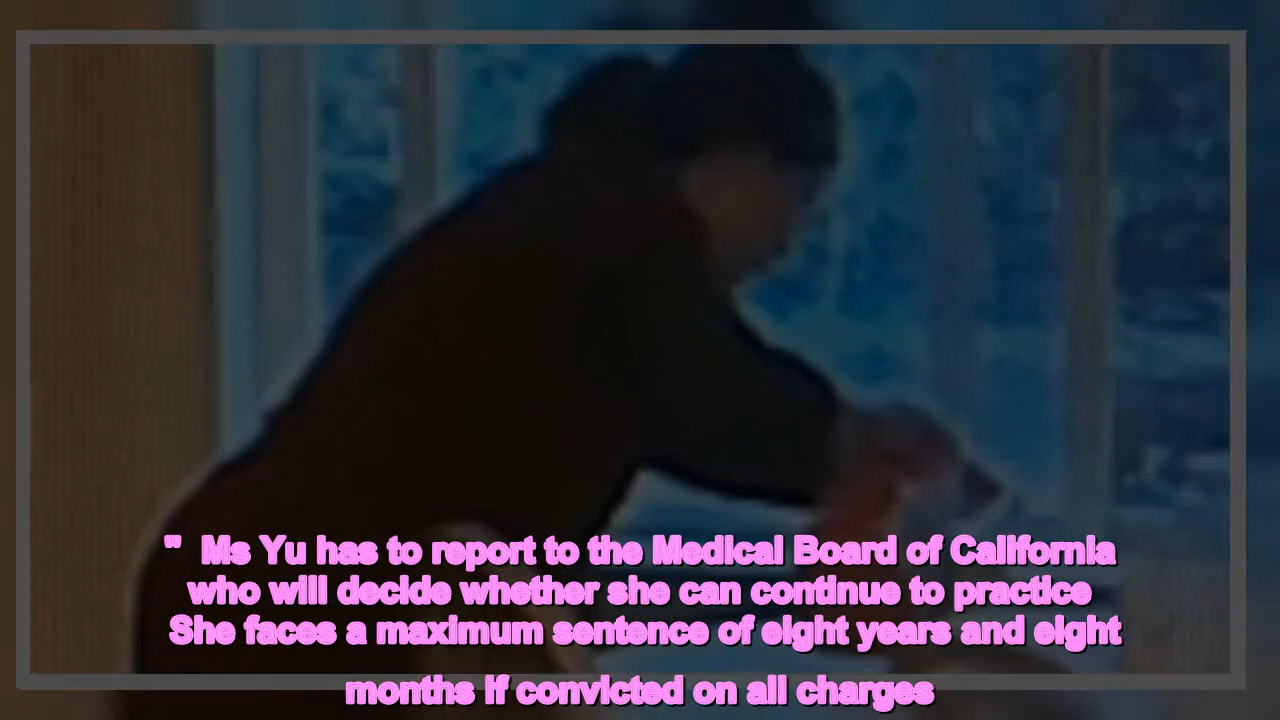 " Ms Yu has to report to the Medical Board of California
who will decide whether she can continue to practice
She faces a maximum sentence of eight years and eight
months if convicted on all charges